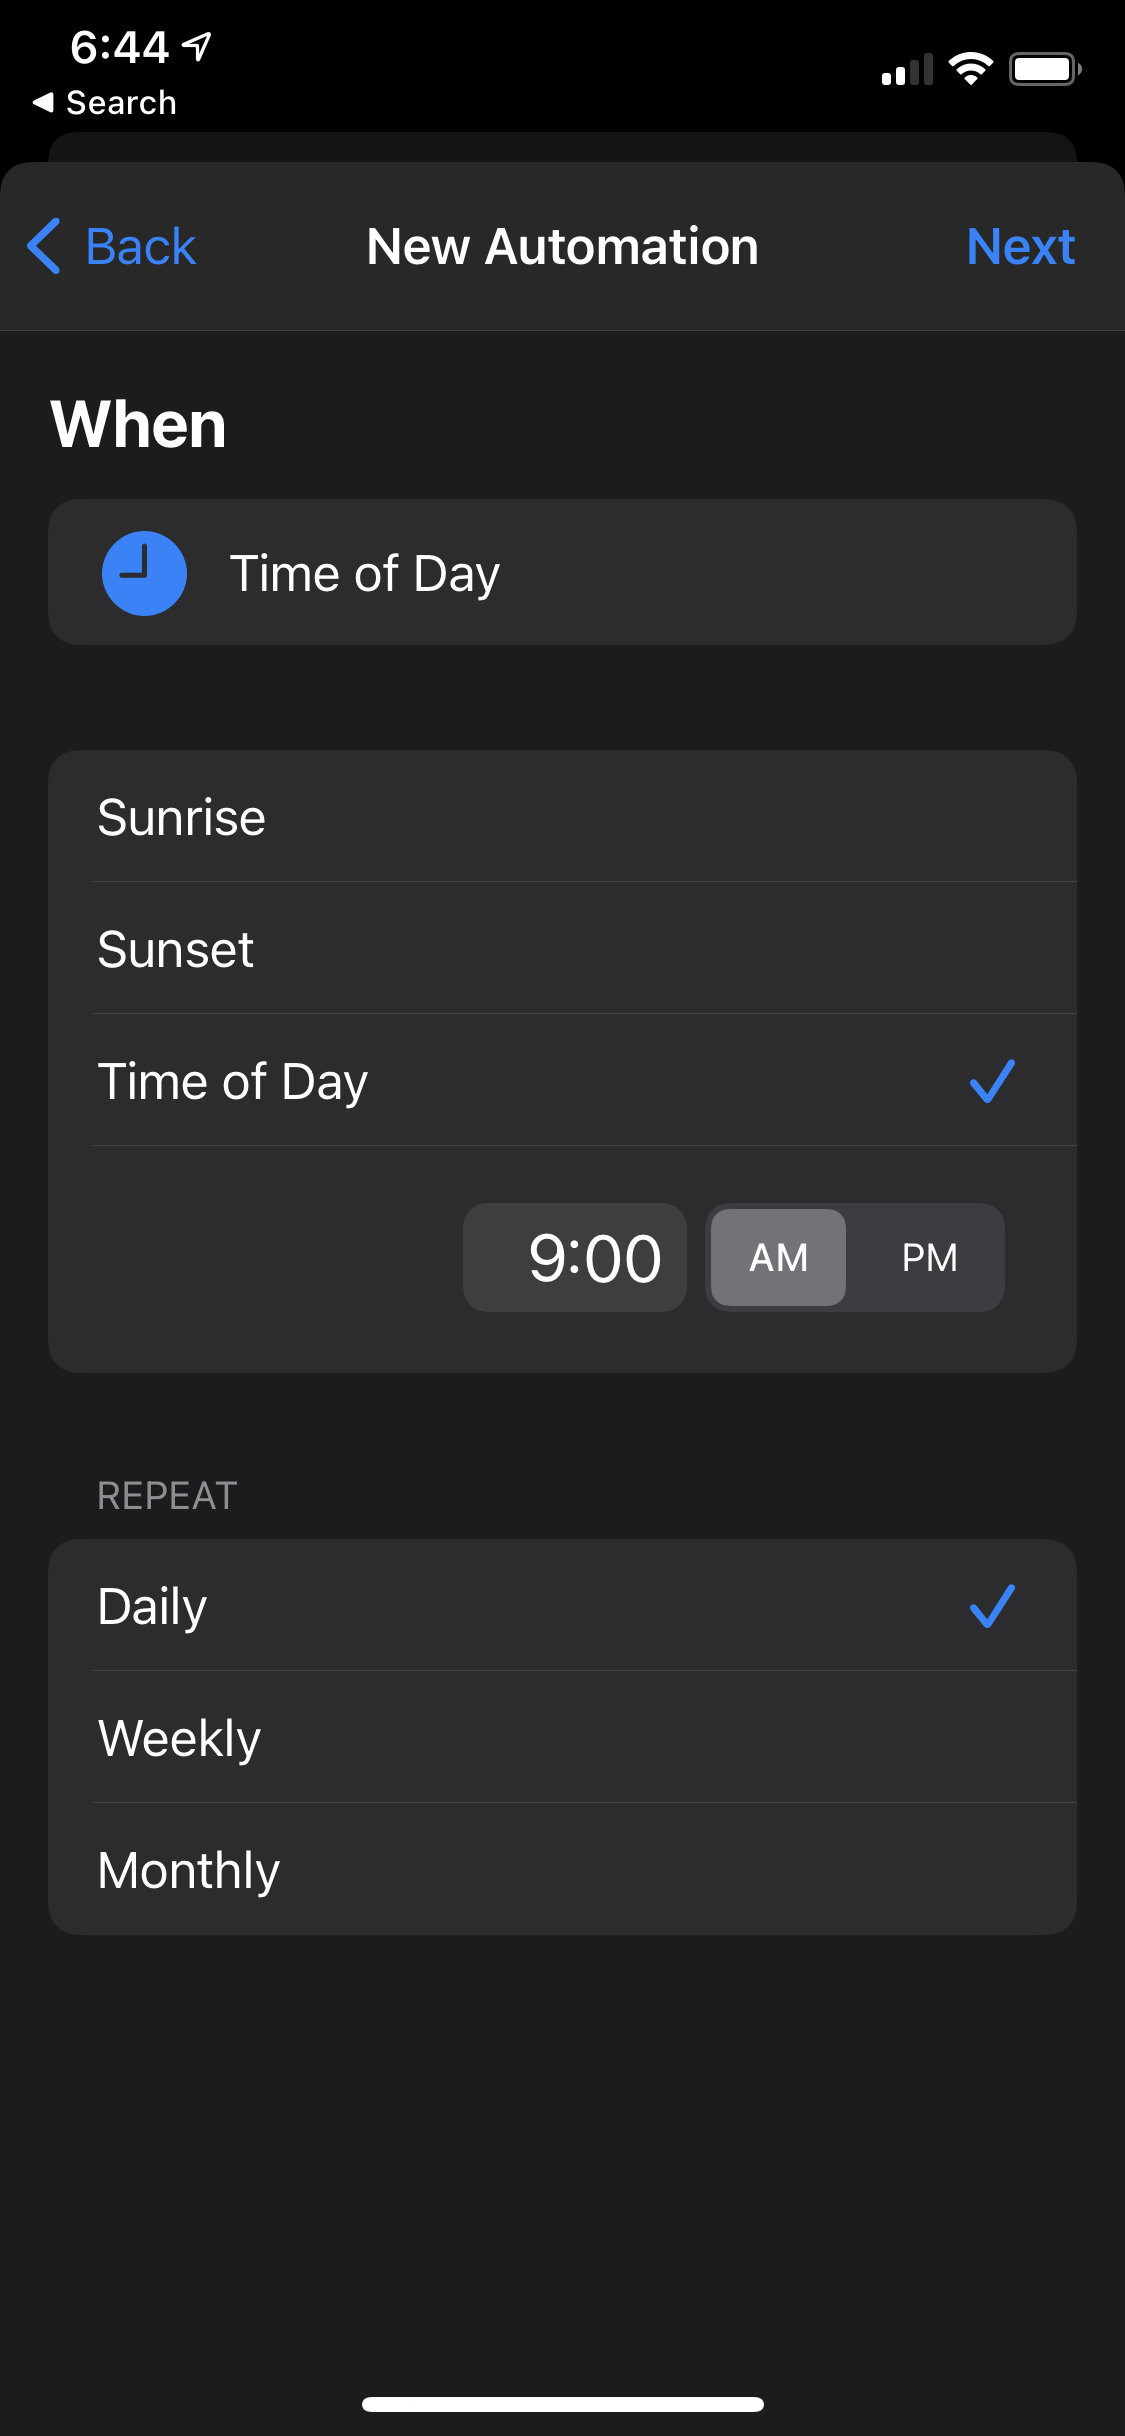 6:44
Search
Back New Automation Next
When
Time of Day
Sunrise
Sunset
Time of Day
9:00 AM PM
REPEAT
Daily
Weekly
Monthly